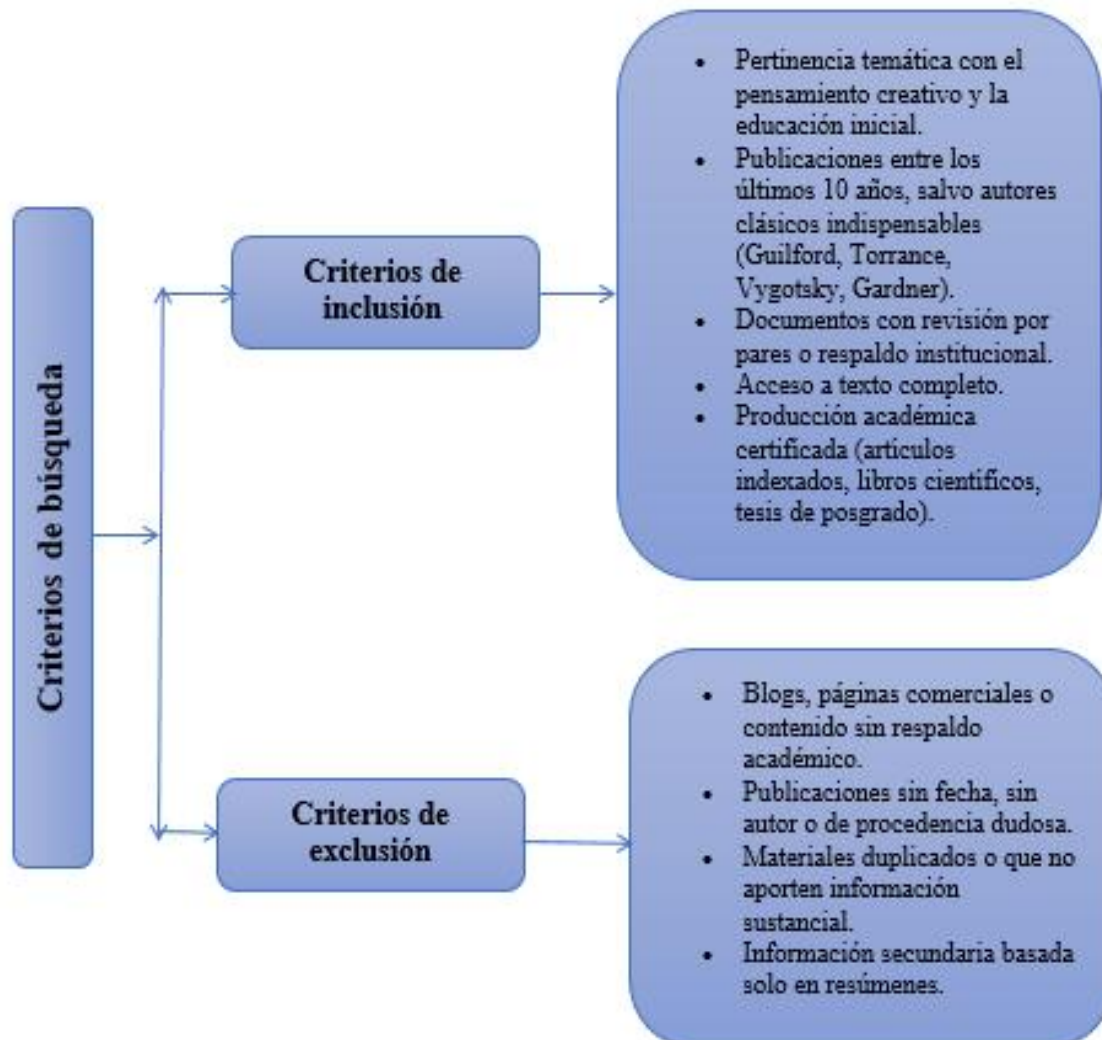 Criterios de búsqueda
Criterios de
inclusión
• Pertinencia temática con el
pensamiento creativo y la
educación inicial.
• Publicaciones entre los
últimos 10 años, salvo autores
clásicos indispensables
(Guilford, Torrance,
Vygotsky, Gardner).
• Documentos con revisión por
pares o respaldo institucional.
• Acceso a texto completo.
• Producción académica
certificada (artículos
indexados, libros científicos,
tesis de posgrado).
Criterios de
exclusión
• Blogs, páginas comerciales o
contenido sin respaldo
académico.
• Publicaciones sin fecha, sin
autor o de procedencia dudosa.
• Materiales duplicados o que no
aporten información
sustancial.
• Información secundaria basada
solo en resúmenes.